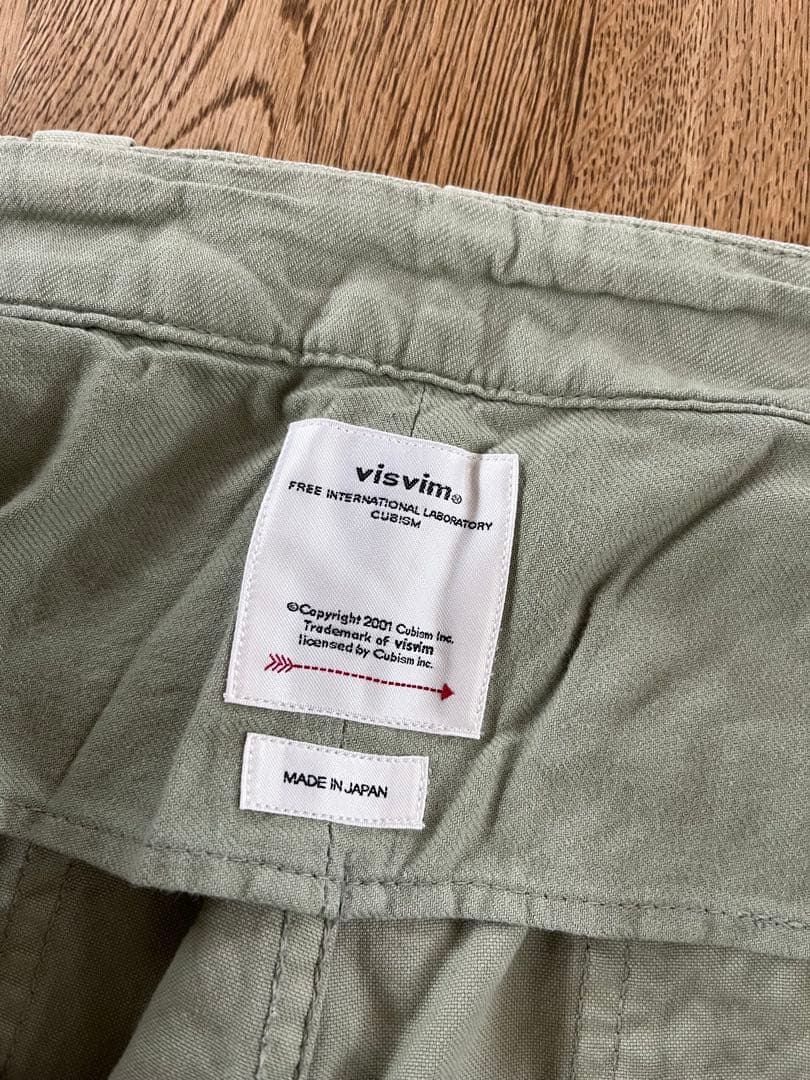 visvim®
FREE INTERNATIONAL LABORATORY
CUBISM
©Copyright 2001 Cubism Inc.
Trademark of visvim
licensed by Cubism Inc.
MADE IN JAPAN